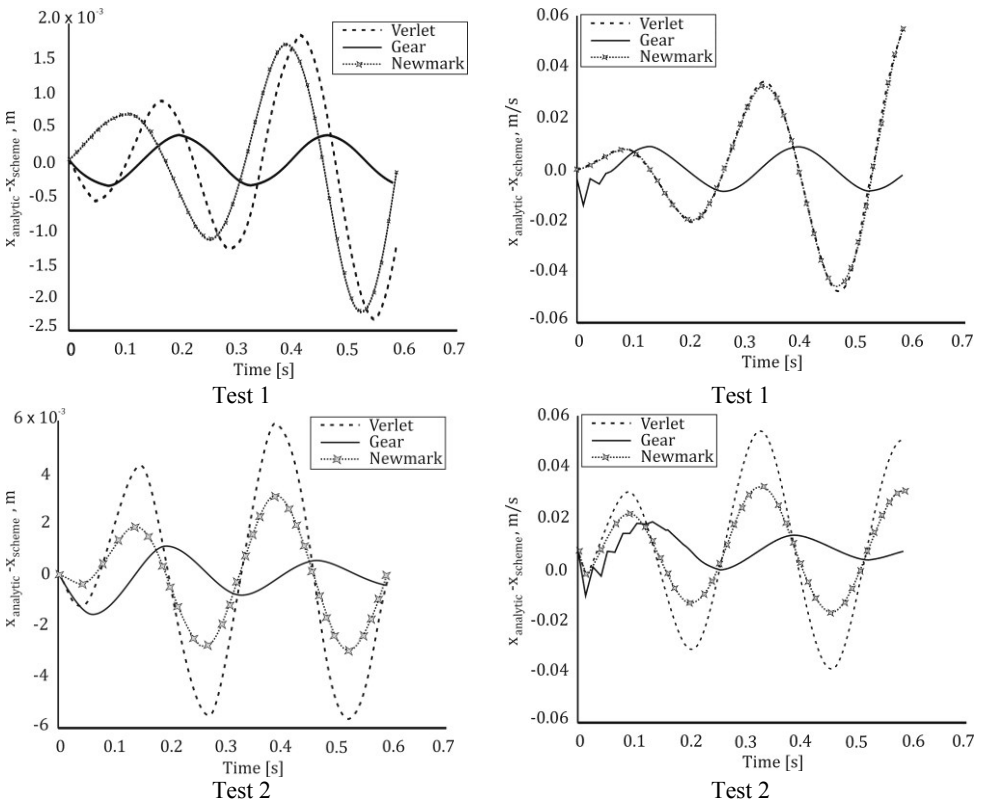 2.0 x 10⁻³
1.5
1.0
0.5
0.0
-0.5
-1.0
-1.5
-2.0
-2.5
x_analytic -x_scheme , m
Verlet
Gear
Newmark
0 0.1 0.2 0.3 0.4 0.5 0.6 0.7
Time [s]
Test 1
0.06
0.04
0.02
0.0
-0.02
-0.04
-0.06
x_analytic -x_scheme, m/s
Verlet
Gear
Newmark
0 0.1 0.2 0.3 0.4 0.5 0.6 0.7
Time [s]
Test 1
6 x 10⁻³
4
2
0
-2
-4
-6
x_analytic -x_scheme, m
Verlet
Gear
Newmark
0 0.1 0.2 0.3 0.4 0.5 0.6 0.7
Time [s]
Test 2
0.06
0.04
0.02
0.0
-0.02
-0.04
-0.06
x_analytic -x_scheme, m/s
Verlet
Gear
Newmark
0 0.1 0.2 0.3 0.4 0.5 0.6 0.7
Time [s]
Test 2